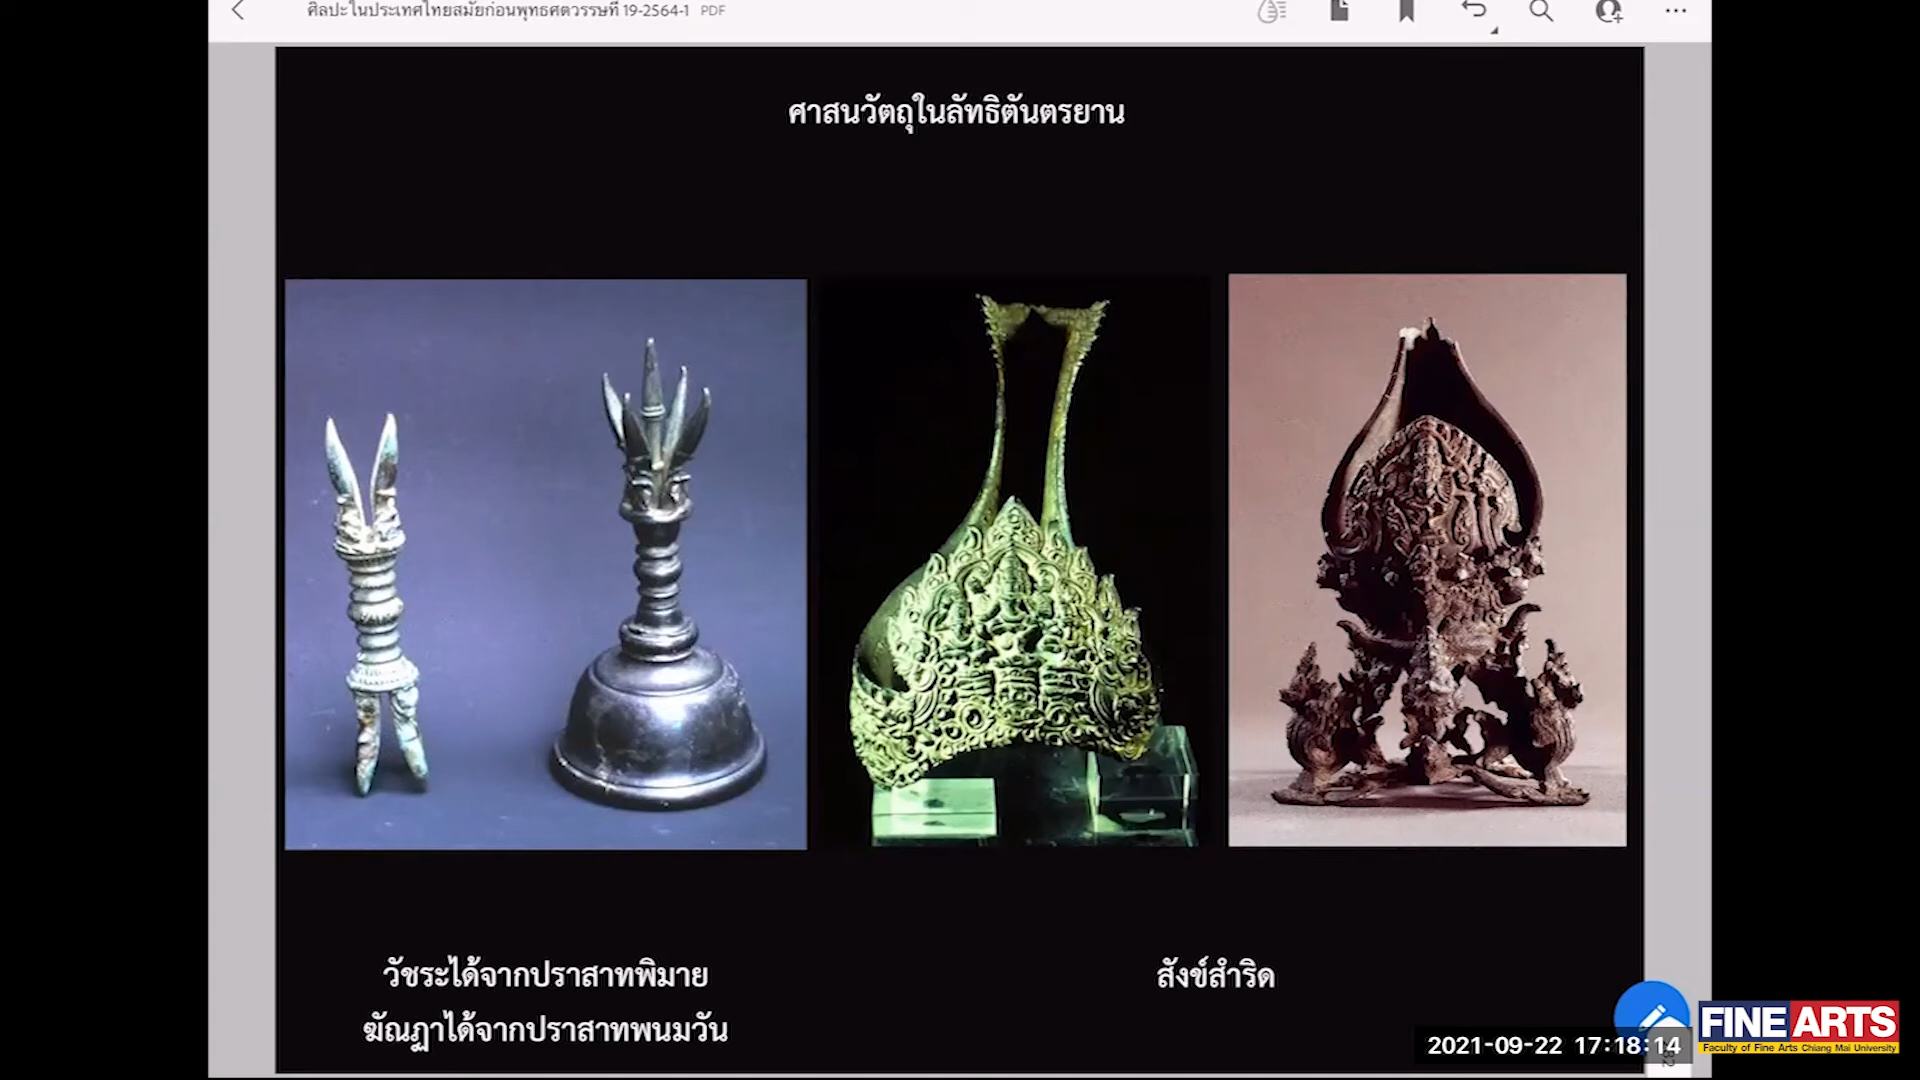 ศิลปะในประเทศไทยสมัยก่อนพุทธศตวรรษที่ 19-2564-1 PDF
ศาสนวัตถุในลัทธิตันตรยาน
วัชระได้จากปราสาทพิมาย
ฆัณฏาได้จากปราสาทพนมวัน
สังข์สำริด
2021-09-22 17:18:14
FINE ARTS
Faculty of Fine Arts Chiang Mai University